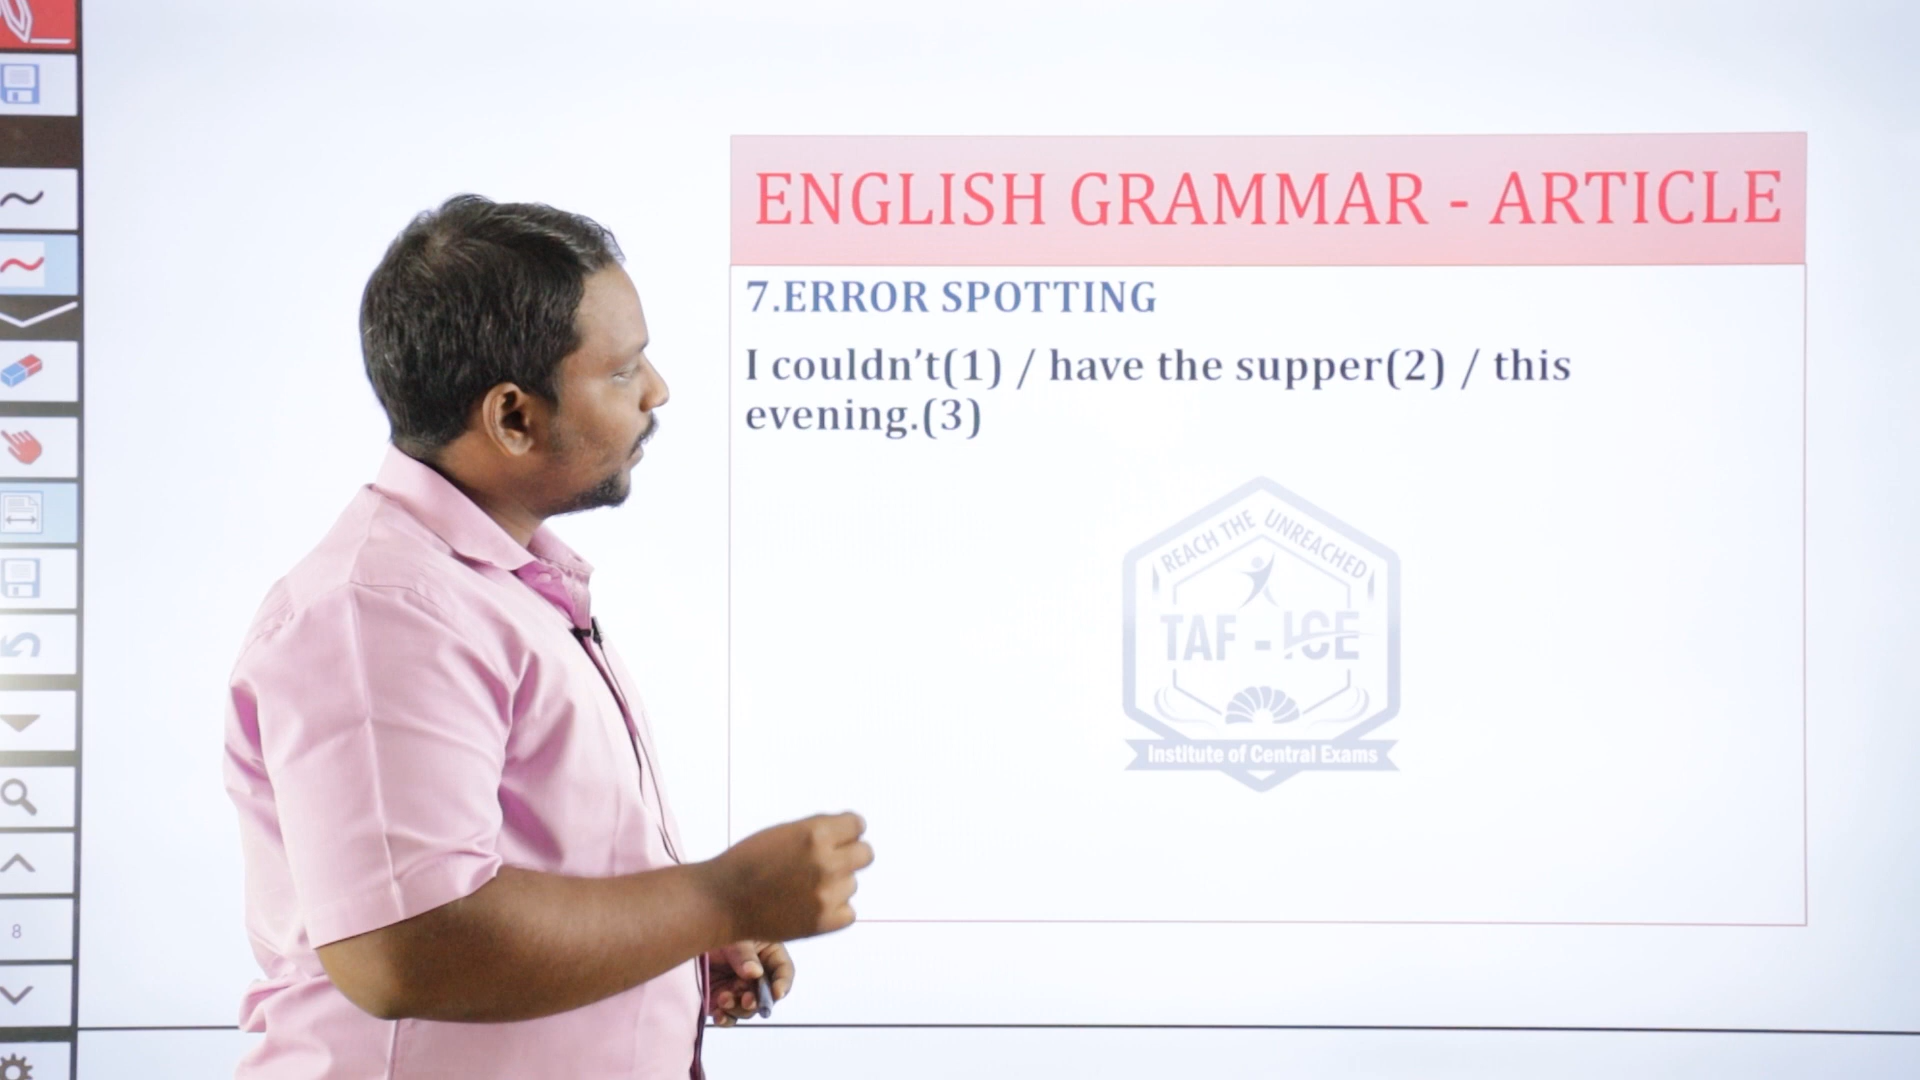 ENGLISH GRAMMAR - ARTICLE
7.ERROR SPOTTING
I couldn't(1) / have the supper(2) / this
evening.(3)
REACH THE UNREACHED
TAF - ICE
Institute of Central Exams
8